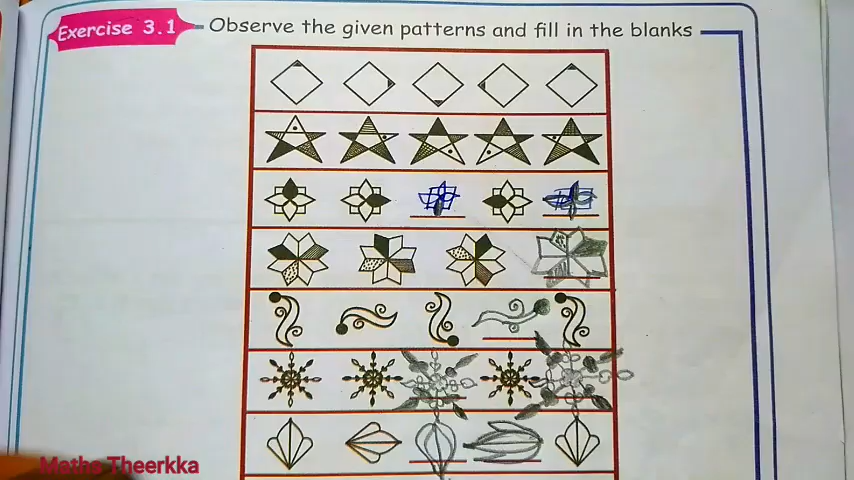 Exercise 3.1
Observe the given patterns and fill in the blanks
Maths Theerkka